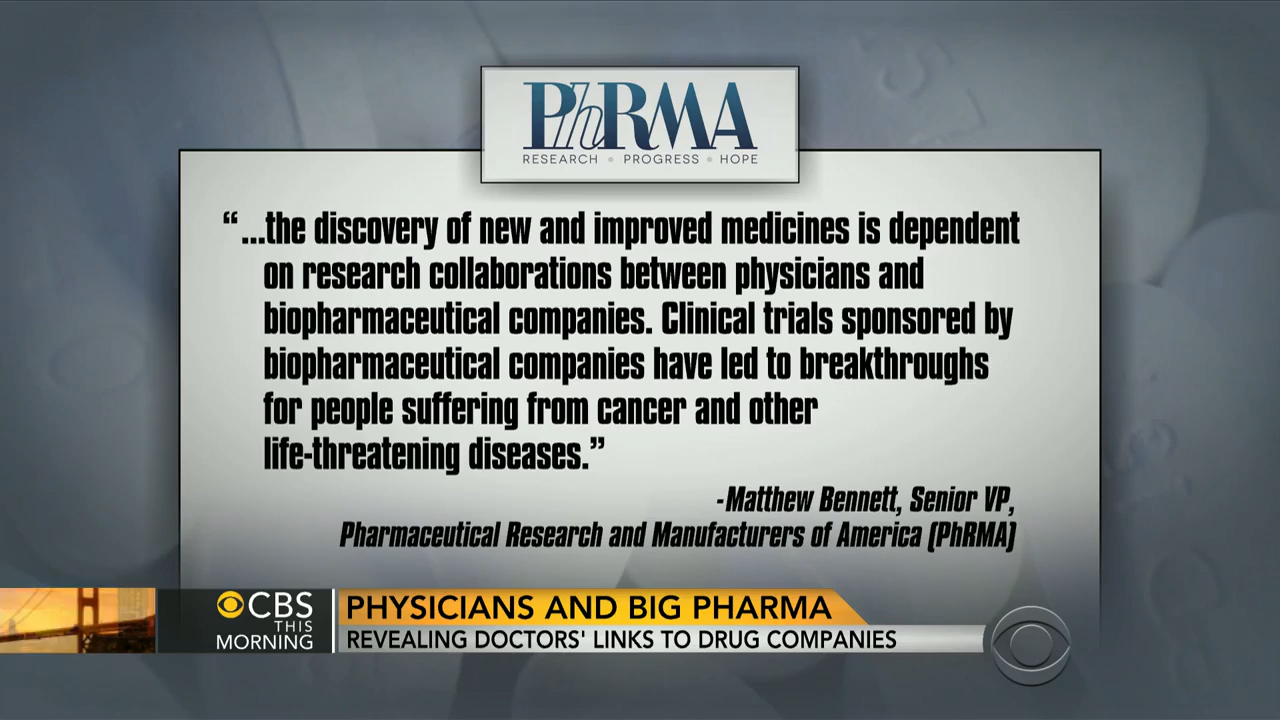 PhRMA
RESEARCH • PROGRESS • HOPE
“...the discovery of new and improved medicines is dependent
on research collaborations between physicians and
biopharmaceutical companies. Clinical trials sponsored by
biopharmaceutical companies have led to breakthroughs
for people suffering from cancer and other
life-threatening diseases.”
-Matthew Bennett, Senior VP,
Pharmaceutical Research and Manufacturers of America (PhRMA)
CBS
THIS
MORNING
PHYSICIANS AND BIG PHARMA
REVEALING DOCTORS' LINKS TO DRUG COMPANIES